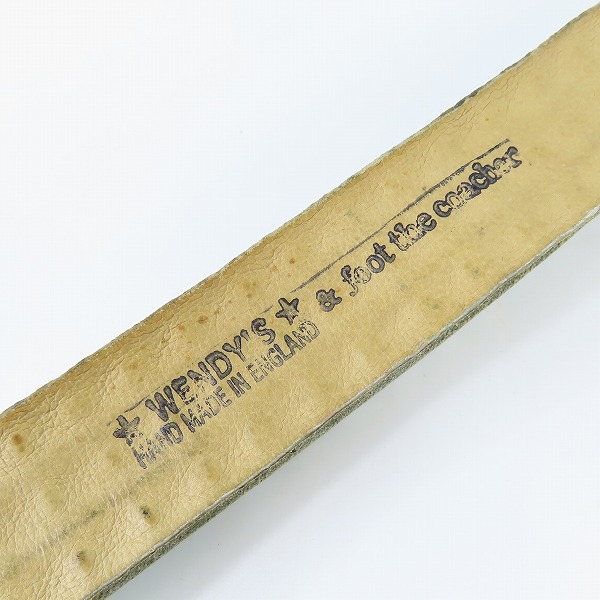 ★ WENDY'S ★
HAND MADE IN ENGLAND
& foot the coacher